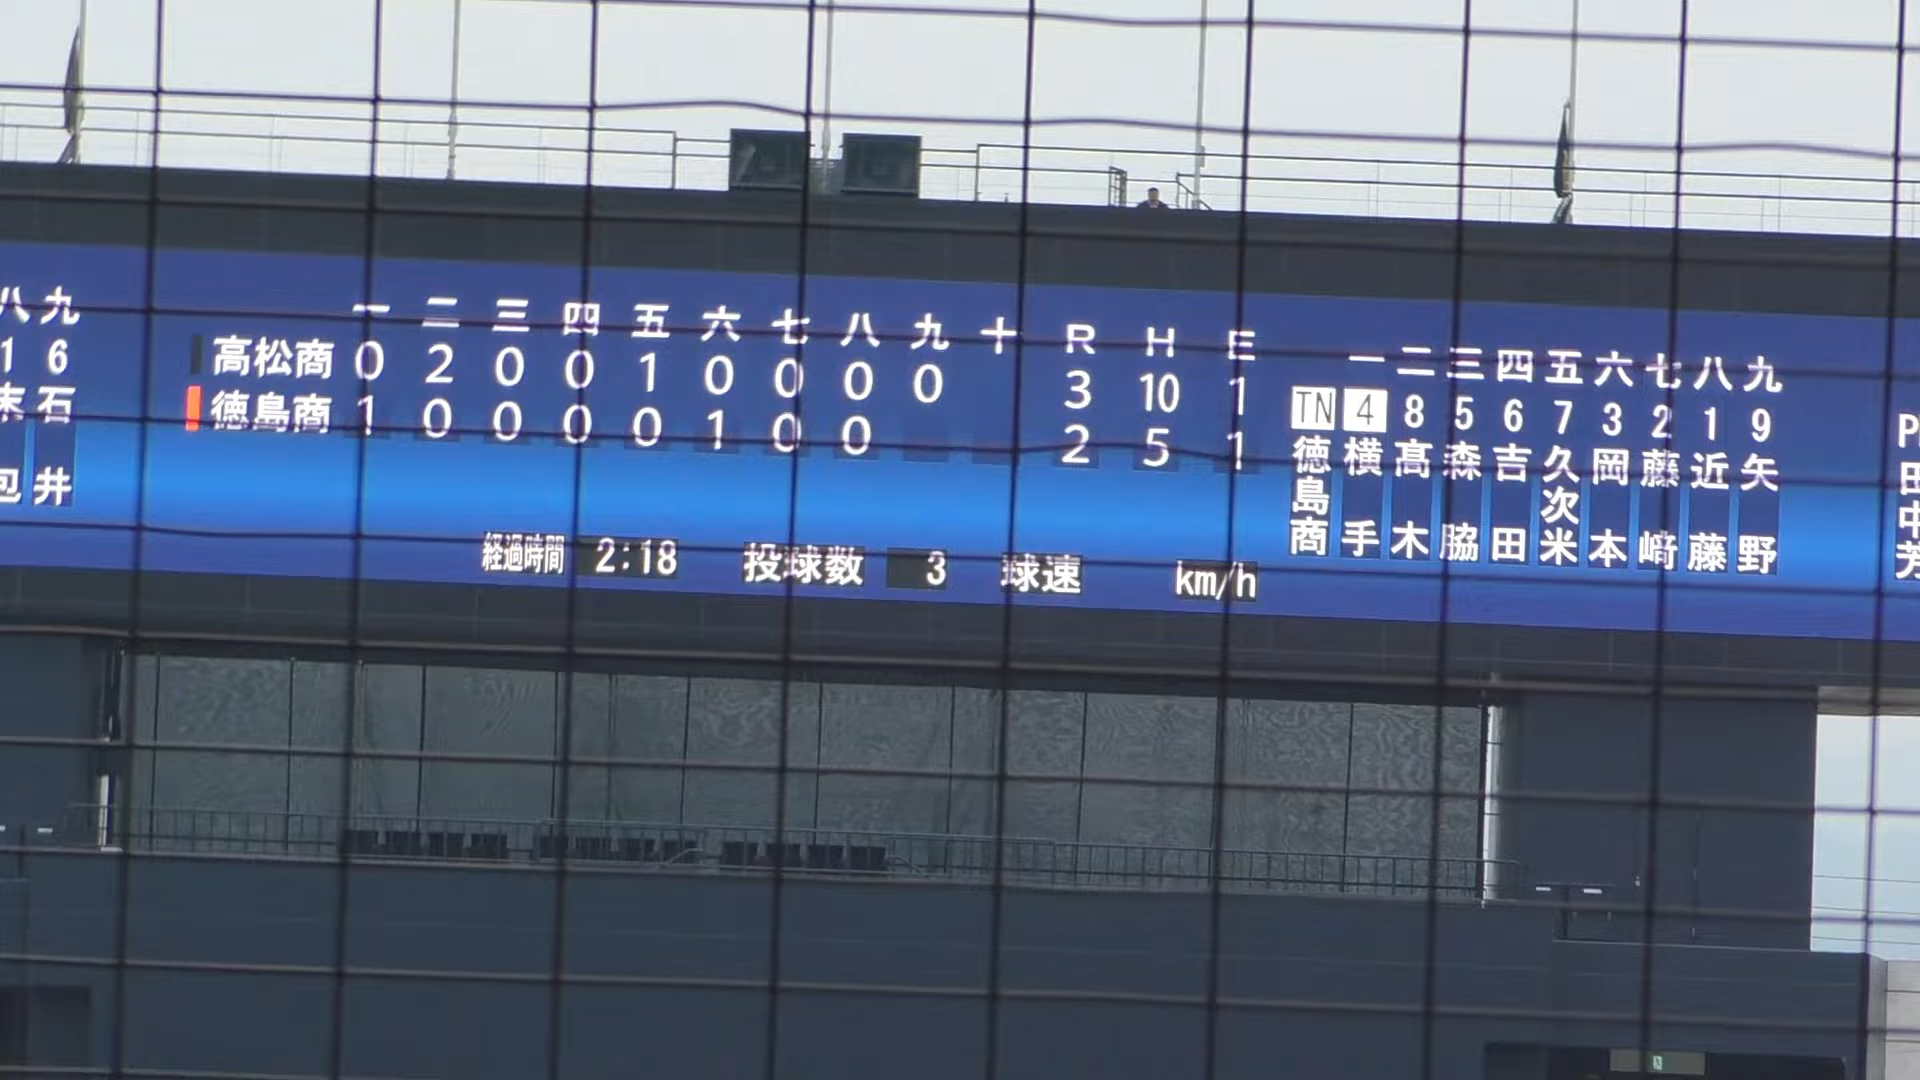 八 九
1 6
末 石
井
一 二 三 四 五 六 七 八 九 十 R H E
高松商 0 2 0 0 1 0 0 0 0 3 10 1
徳島商 1 0 0 0 0 1 0 0 2 5 1
経過時間 2:18 投球数 3 球速 km/h
一 二 三 四 五 六 七 八 九
TN 4 8 5 6 7 3 2 1 9
徳島商 横手 髙木 森脇 吉田 久次米 岡本 藤﨑 近藤 矢野
田中